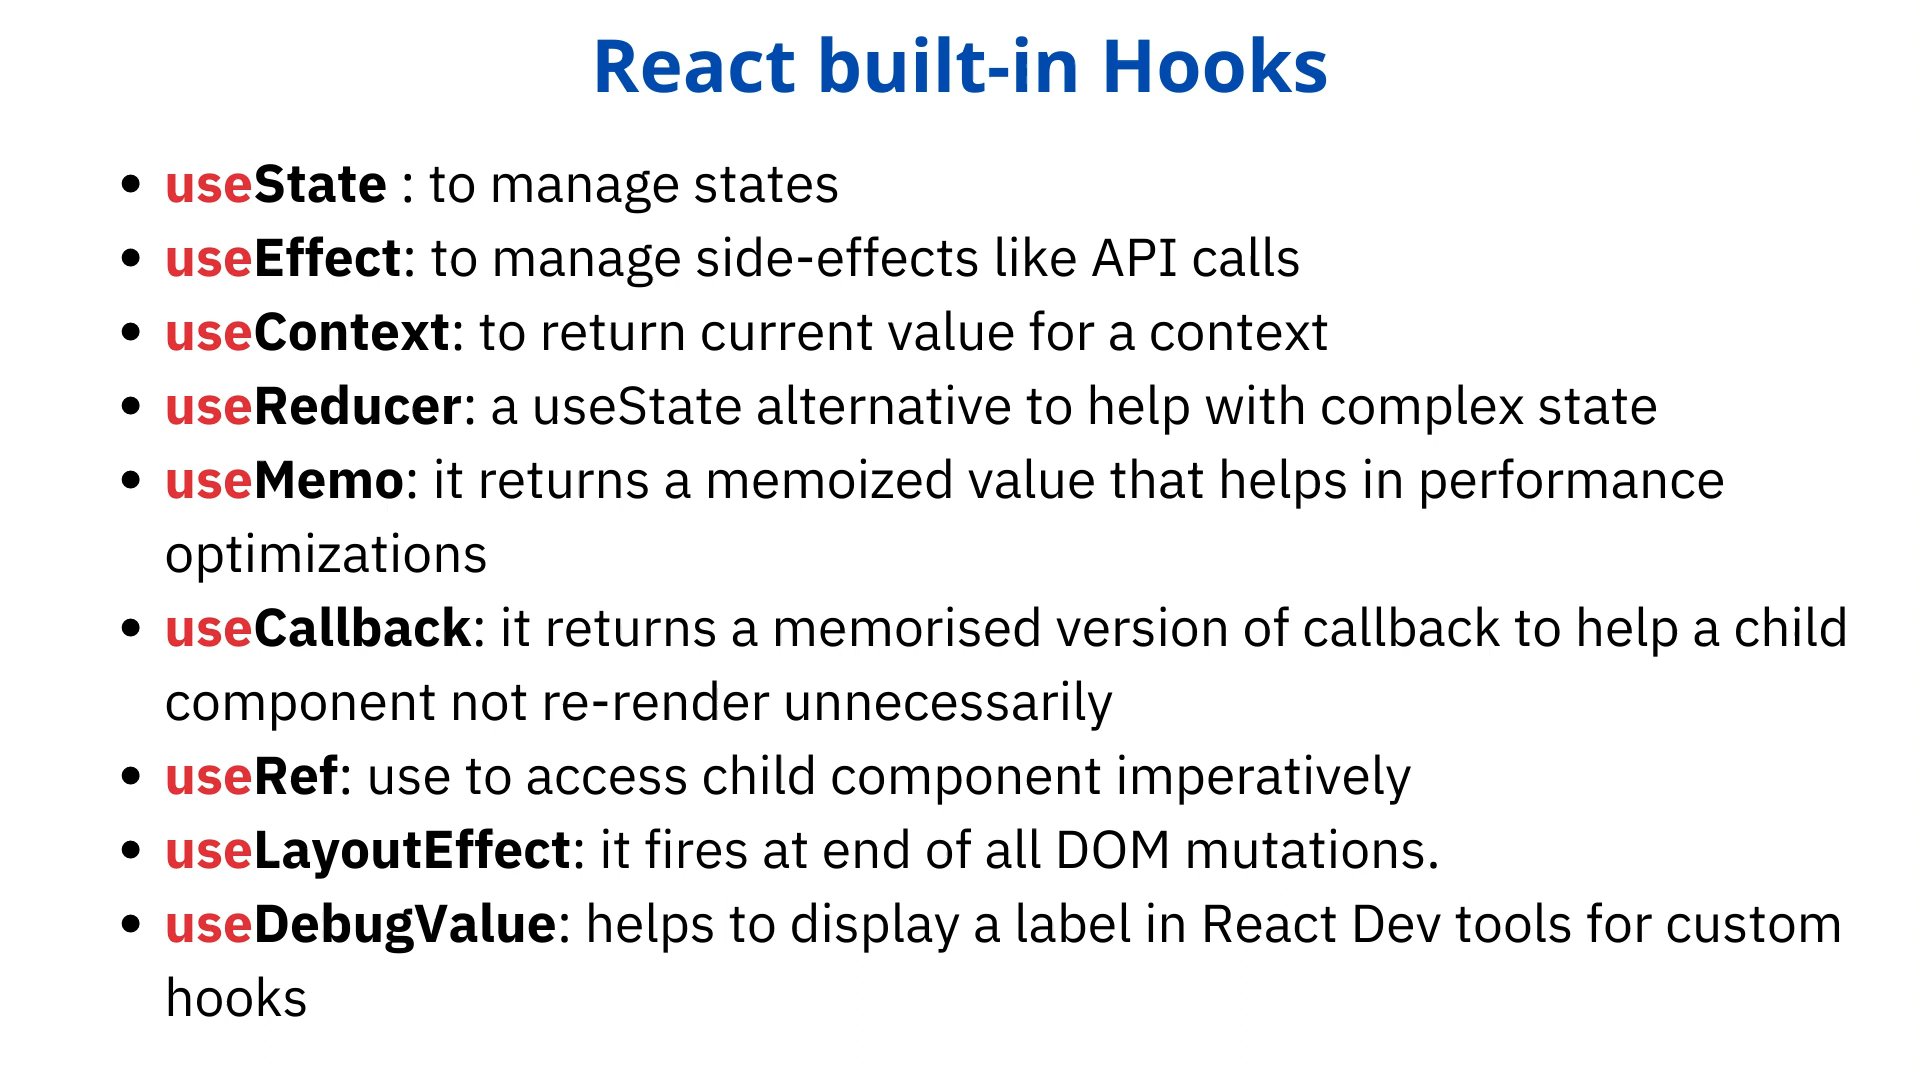 React built-in Hooks
• useState : to manage states
• useEffect: to manage side-effects like API calls
• useContext: to return current value for a context
• useReducer: a useState alternative to help with complex state
• useMemo: it returns a memoized value that helps in performance
optimizations
• useCallback: it returns a memorised version of callback to help a child
component not re-render unnecessarily
• useRef: use to access child component imperatively
• useLayoutEffect: it fires at end of all DOM mutations.
• useDebugValue: helps to display a label in React Dev tools for custom
hooks